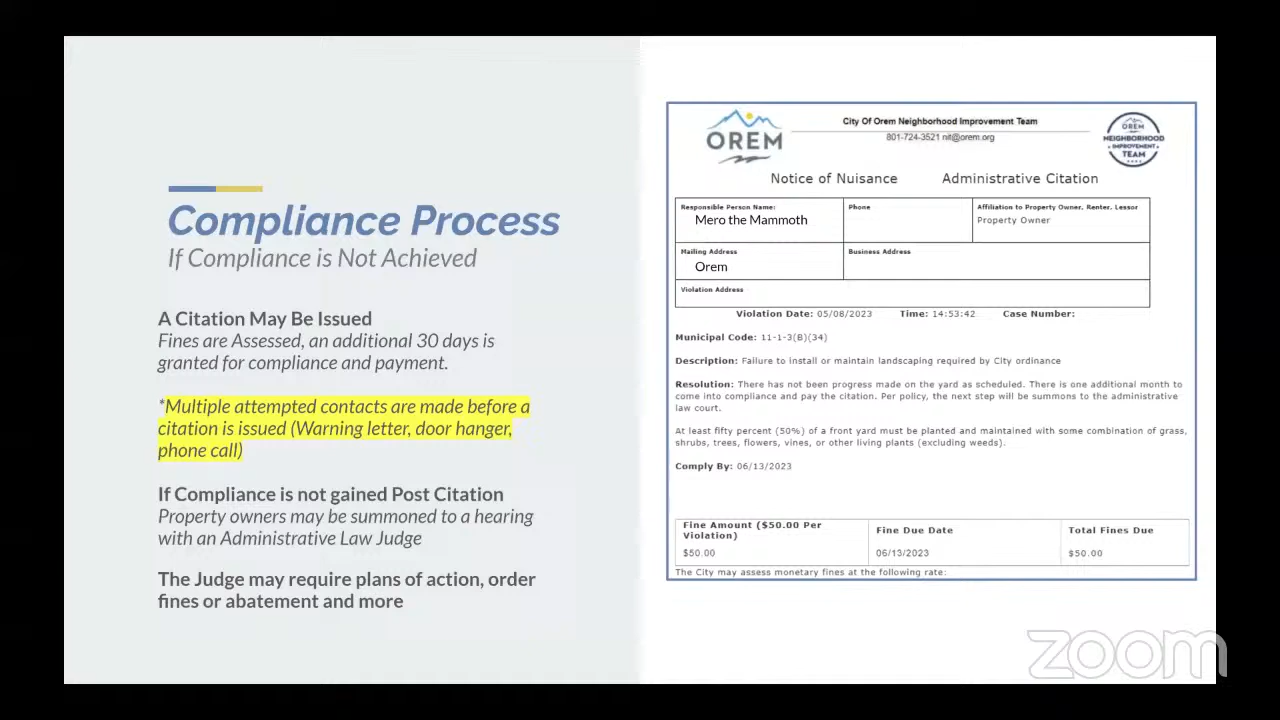 Compliance Process
If Compliance is Not Achieved
A Citation May Be Issued
Fines are Assessed, an additional 30 days is
granted for compliance and payment.
*Multiple attempted contacts are made before a
citation is issued (Warning letter, door hanger,
phone call)
If Compliance is not gained Post Citation
Property owners may be summoned to a hearing
with an Administrative Law Judge
The Judge may require plans of action, order
fines or abatement and more
OREM
City Of Orem Neighborhood Improvement Team
801-724-3521 nit@orem.org
OREM
NEIGHBORHOOD
IMPROVEMENT
TEAM
Notice of Nuisance Administrative Citation
Responsible Person Name:
Mero the Mammoth
Phone
Affiliation to Property Owner, Renter, Lessor
Property Owner
Mailing Address
Orem
Business Address
Violation Address
Violation Date: 05/08/2023 Time: 14:53:42 Case Number:
Municipal Code: 11-1-3(B)(34)
Description: Failure to install or maintain landscaping required by City ordinance
Resolution: There has not been progress made on the yard as scheduled. There is one additional month to
come into compliance and pay the citation. Per policy, the next step will be summons to the administrative
law court.
At least fifty percent (50%) of a front yard must be planted and maintained with some combination of grass,
shrubs, trees, flowers, vines, or other living plants (excluding weeds).
Comply By: 06/13/2023
Fine Amount ($50.00 Per
Violation)
$50.00
Fine Due Date
06/13/2023
Total Fines Due
$50.00
The City may assess monetary fines at the following rate:
zoom